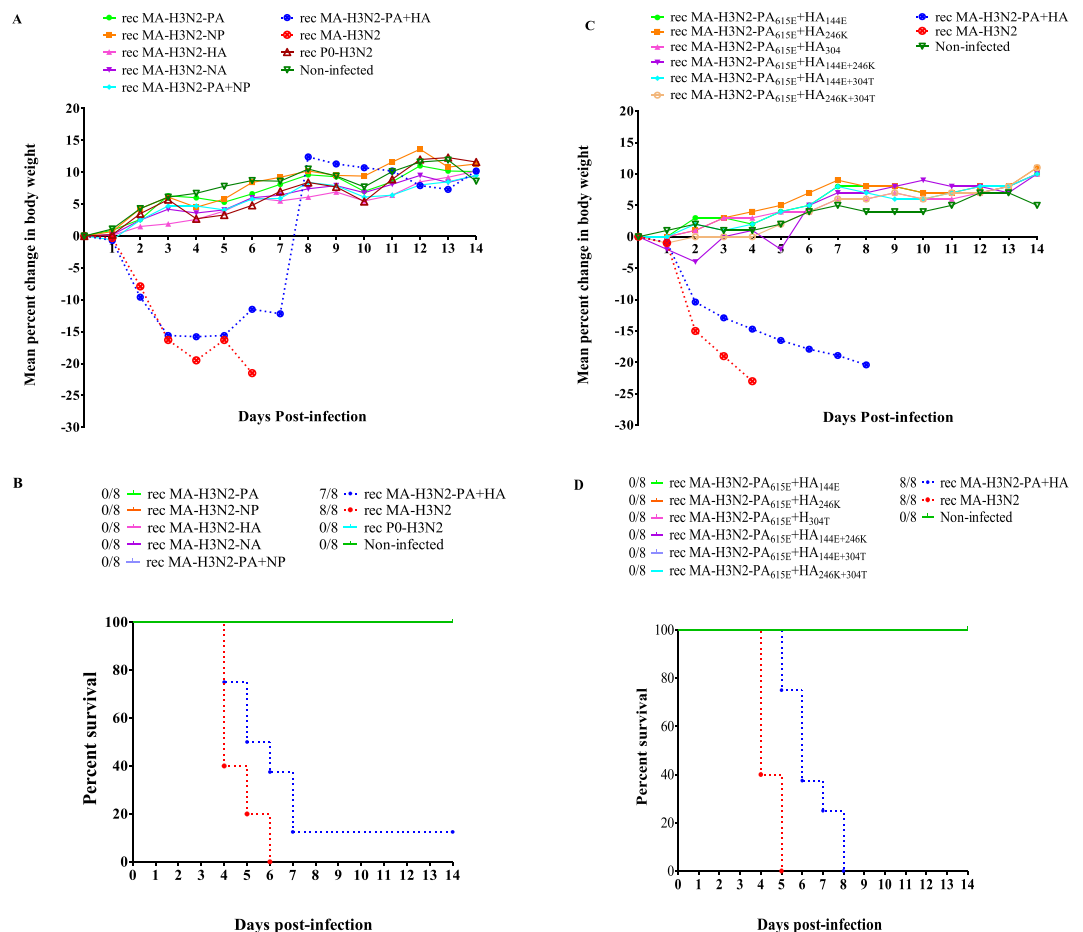 A
rec MA-H3N2-PA
rec MA-H3N2-NP
rec MA-H3N2-HA
rec MA-H3N2-NA
rec MA-H3N2-PA+NP
rec MA-H3N2-PA+HA
rec MA-H3N2
rec P0-H3N2
Non-infected
Mean percent change in body weight
20
15
10
5
0
-5
-10
-15
-20
-25
-30
1 2 3 4 5 6 7 8 9 10 11 12 13 14
Days Post-infection
C
rec MA-H3N2-PA615E+HA144E
rec MA-H3N2-PA615E+HA246K
rec MA-H3N2-PA615E+HA304
rec MA-H3N2-PA615E+HA144E+246K
rec MA-H3N2-PA615E+HA144E+304T
rec MA-H3N2-PA615E+HA246K+304T
rec MA-H3N2-PA+HA
rec MA-H3N2
Non-infected
Mean percent change in body weight
20
15
10
5
0
-5
-10
-15
-20
-25
-30
1 2 3 4 5 6 7 8 9 10 11 12 13 14
Days Post-infection
B
0/8 rec MA-H3N2-PA
0/8 rec MA-H3N2-NP
0/8 rec MA-H3N2-HA
0/8 rec MA-H3N2-NA
0/8 rec MA-H3N2-PA+NP
7/8 rec MA-H3N2-PA+HA
8/8 rec MA-H3N2
0/8 rec P0-H3N2
0/8 Non-infected
Percent survival
100
80
60
40
20
0
0 1 2 3 4 5 6 7 8 9 10 11 12 13 14
Days post-infection
D
0/8 rec MA-H3N2-PA615E+HA144E
0/8 rec MA-H3N2-PA615E+HA246K
0/8 rec MA-H3N2-PA615E+H304T
0/8 rec MA-H3N2-PA615E+HA144E+246K
0/8 rec MA-H3N2-PA615E+HA144E+304T
0/8 rec MA-H3N2-PA615E+HA246K+304T
8/8 rec MA-H3N2-PA+HA
8/8 rec MA-H3N2
0/8 Non-infected
Percent survival
100
80
60
40
20
0
0 1 2 3 4 5 6 7 8 9 10 11 12 13 14
Days post-infection